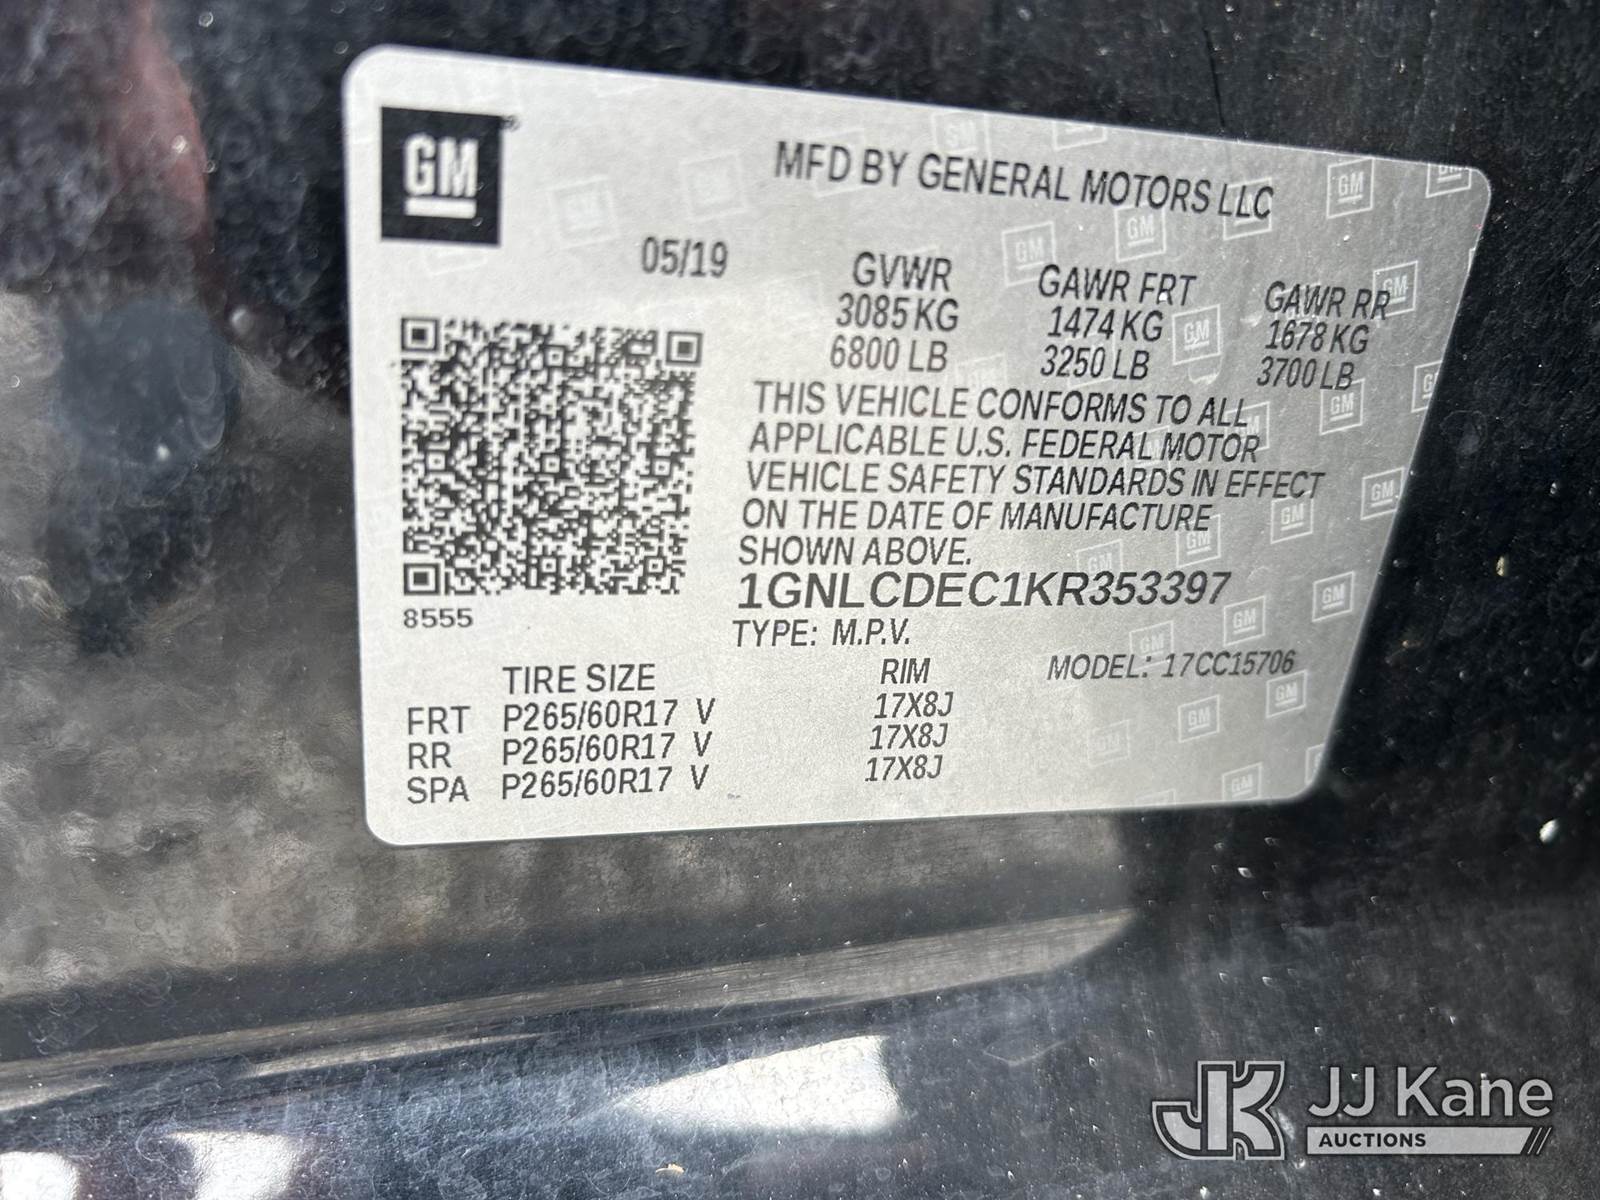 GM
MFD BY GENERAL MOTORS LLC
05/19
GVWR GAWR FRT GAWR RR
3085 KG 1474 KG 1678 KG
6800 LB 3250 LB 3700 LB
THIS VEHICLE CONFORMS TO ALL
APPLICABLE U.S. FEDERAL MOTOR
VEHICLE SAFETY STANDARDS IN EFFECT
ON THE DATE OF MANUFACTURE
SHOWN ABOVE.
1GNLCDEC1KR353397
8555
TYPE: M.P.V.
TIRE SIZE RIM MODEL: 17CC15706
FRT P265/60R17 V 17X8J
RR P265/60R17 V 17X8J
SPA P265/60R17 V 17X8J
JK JJ Kane
AUCTIONS